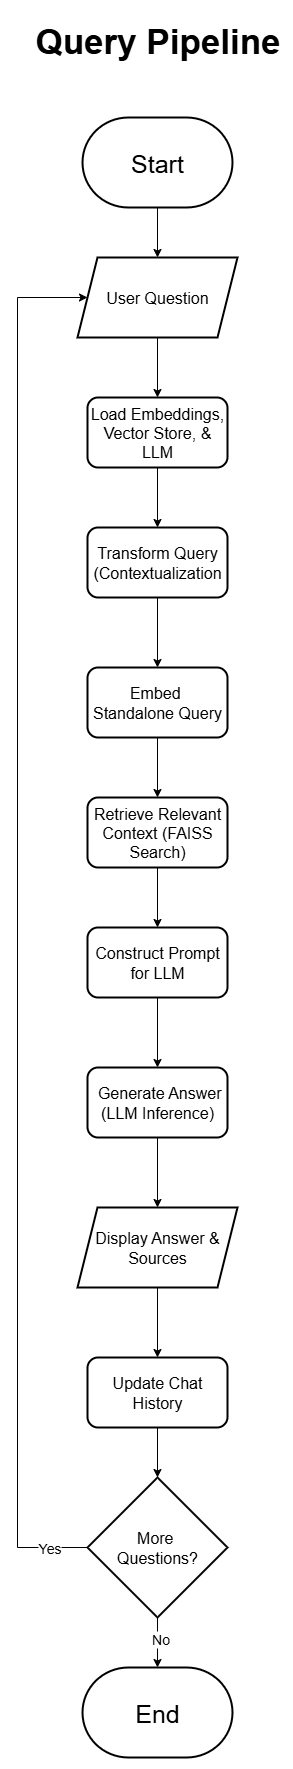 Query Pipeline
Start
User Question
Load Embeddings,
Vector Store, &
LLM
Transform Query
(Contextualization
Embed
Standalone Query
Retrieve Relevant
Context (FAISS
Search)
Construct Prompt
for LLM
Generate Answer
(LLM Inference)
Display Answer &
Sources
Update Chat
History
More
Questions?
Yes
No
End